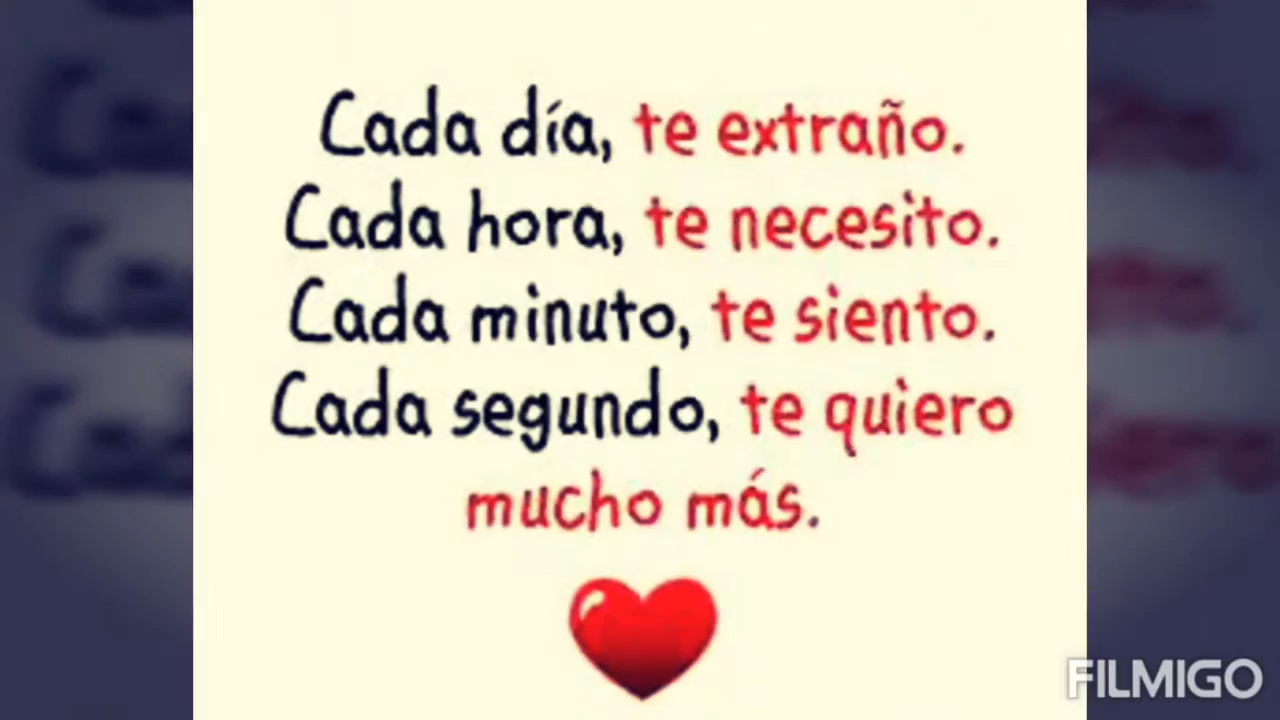 Cada día, te extraño.
Cada hora, te necesito.
Cada minuto, te siento.
Cada segundo, te quiero
mucho más.
FILMIGO